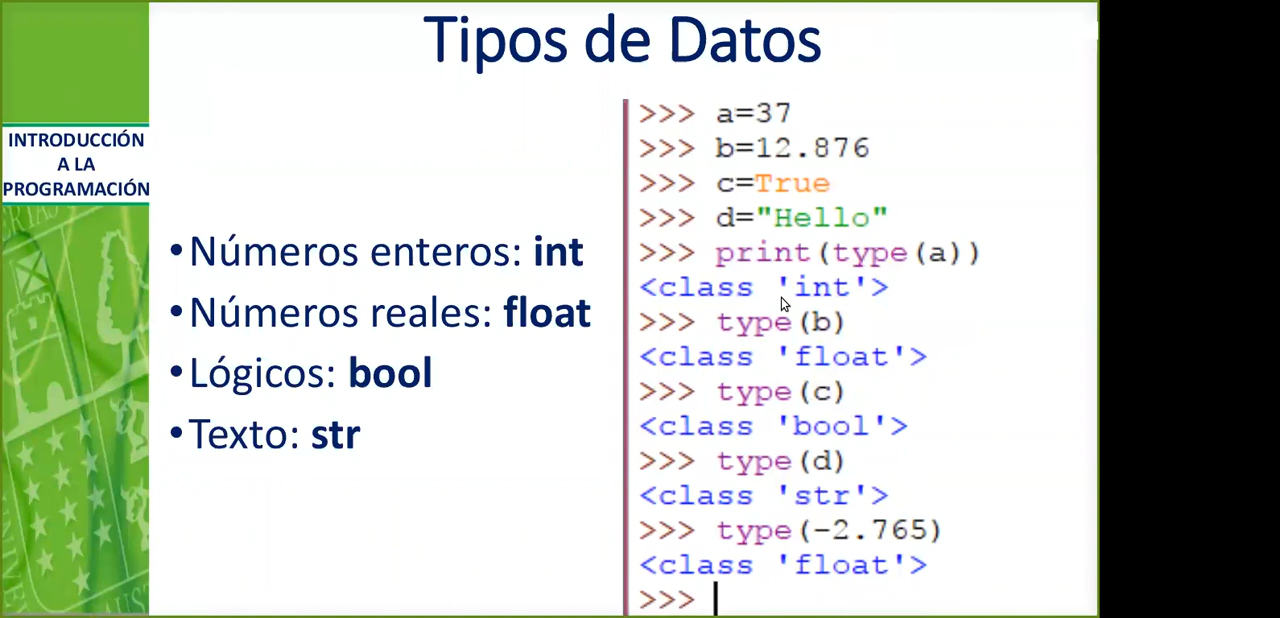 Tipos de Datos
INTRODUCCIÓN
A LA
PROGRAMACIÓN
•Números enteros: int
•Números reales: float
•Lógicos: bool
•Texto: str
>>> a=37
>>> b=12.876
>>> c=True
>>> d="Hello"
>>> print(type(a))
<class 'int'>
>>> type(b)
<class 'float'>
>>> type(c)
<class 'bool'>
>>> type(d)
<class 'str'>
>>> type(-2.765)
<class 'float'>
>>>